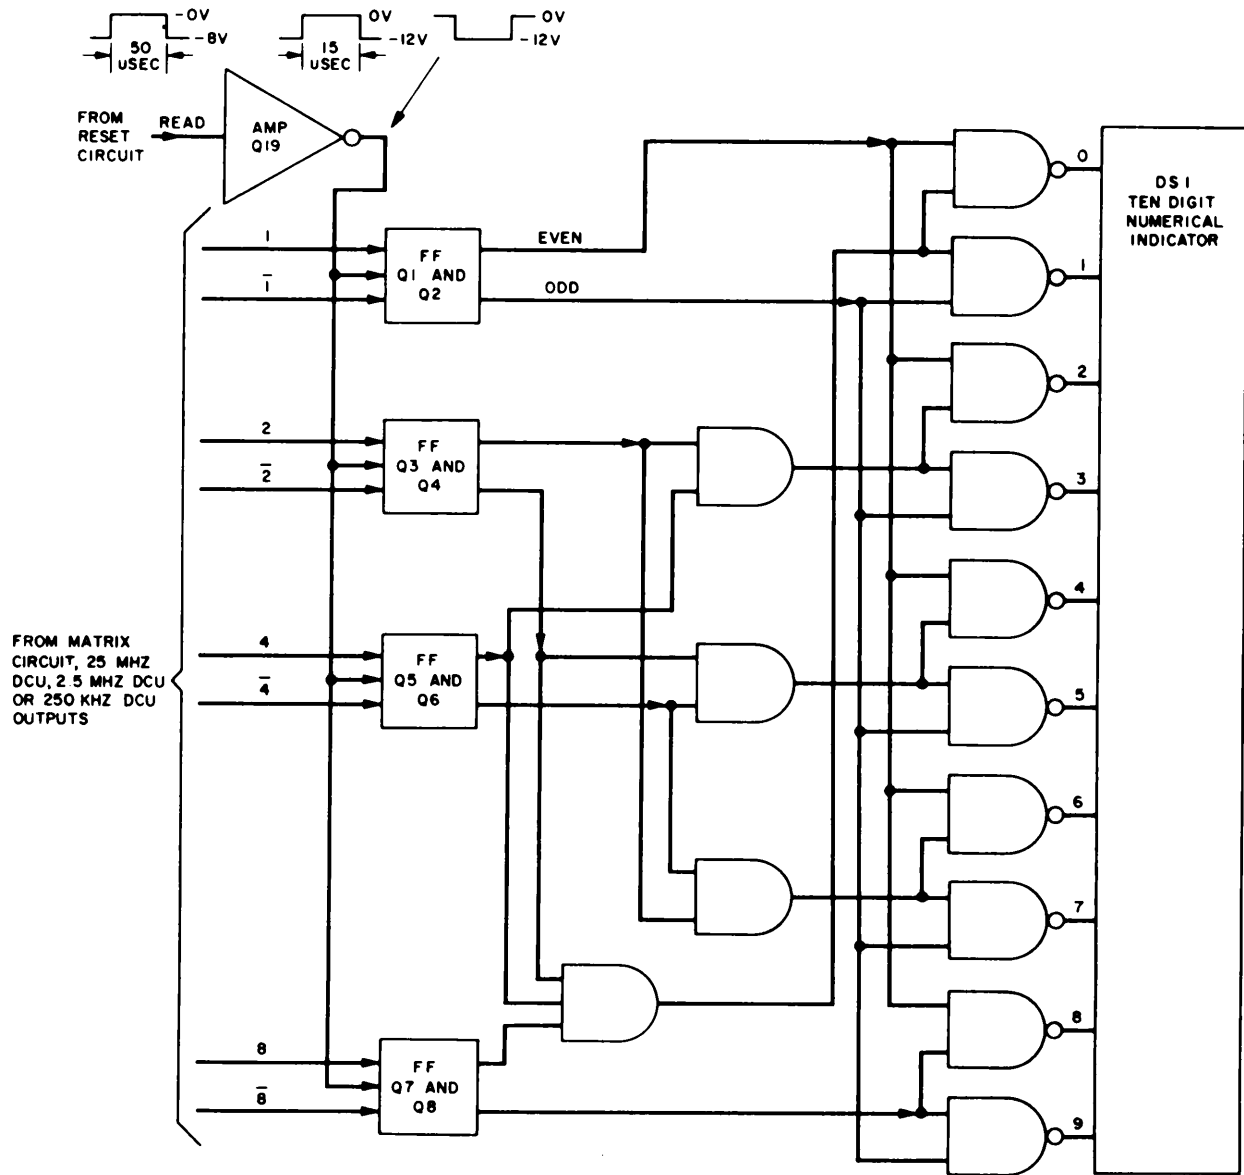 -0V
-8V
50
USEC
0V
-12V
15
USEC
0V
-12V
FROM
RESET
CIRCUIT
READ
AMP
Q19
1
1̅
FF
Q1 AND
Q2
EVEN
ODD
2
2̅
FF
Q3 AND
Q4
4
4̅
FF
Q5 AND
Q6
8
8̅
FF
Q7 AND
Q8
FROM MATRIX
CIRCUIT, 25 MHZ
DCU, 2.5 MHZ DCU
OR 250 KHZ DCU
OUTPUTS
0
1
2
3
4
5
6
7
8
9
DS1
TEN DIGIT
NUMERICAL
INDICATOR